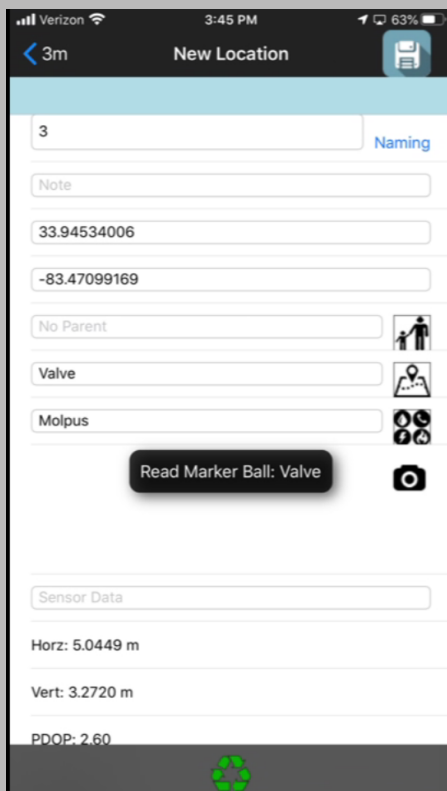 Verizon 3:45 PM 63%
3m New Location
3
Naming
Note
33.94534006
-83.47099169
No Parent
Valve
Molpus
Read Marker Ball: Valve
Sensor Data
Horz: 5.0449 m
Vert: 3.2720 m
PDOP: 2.60